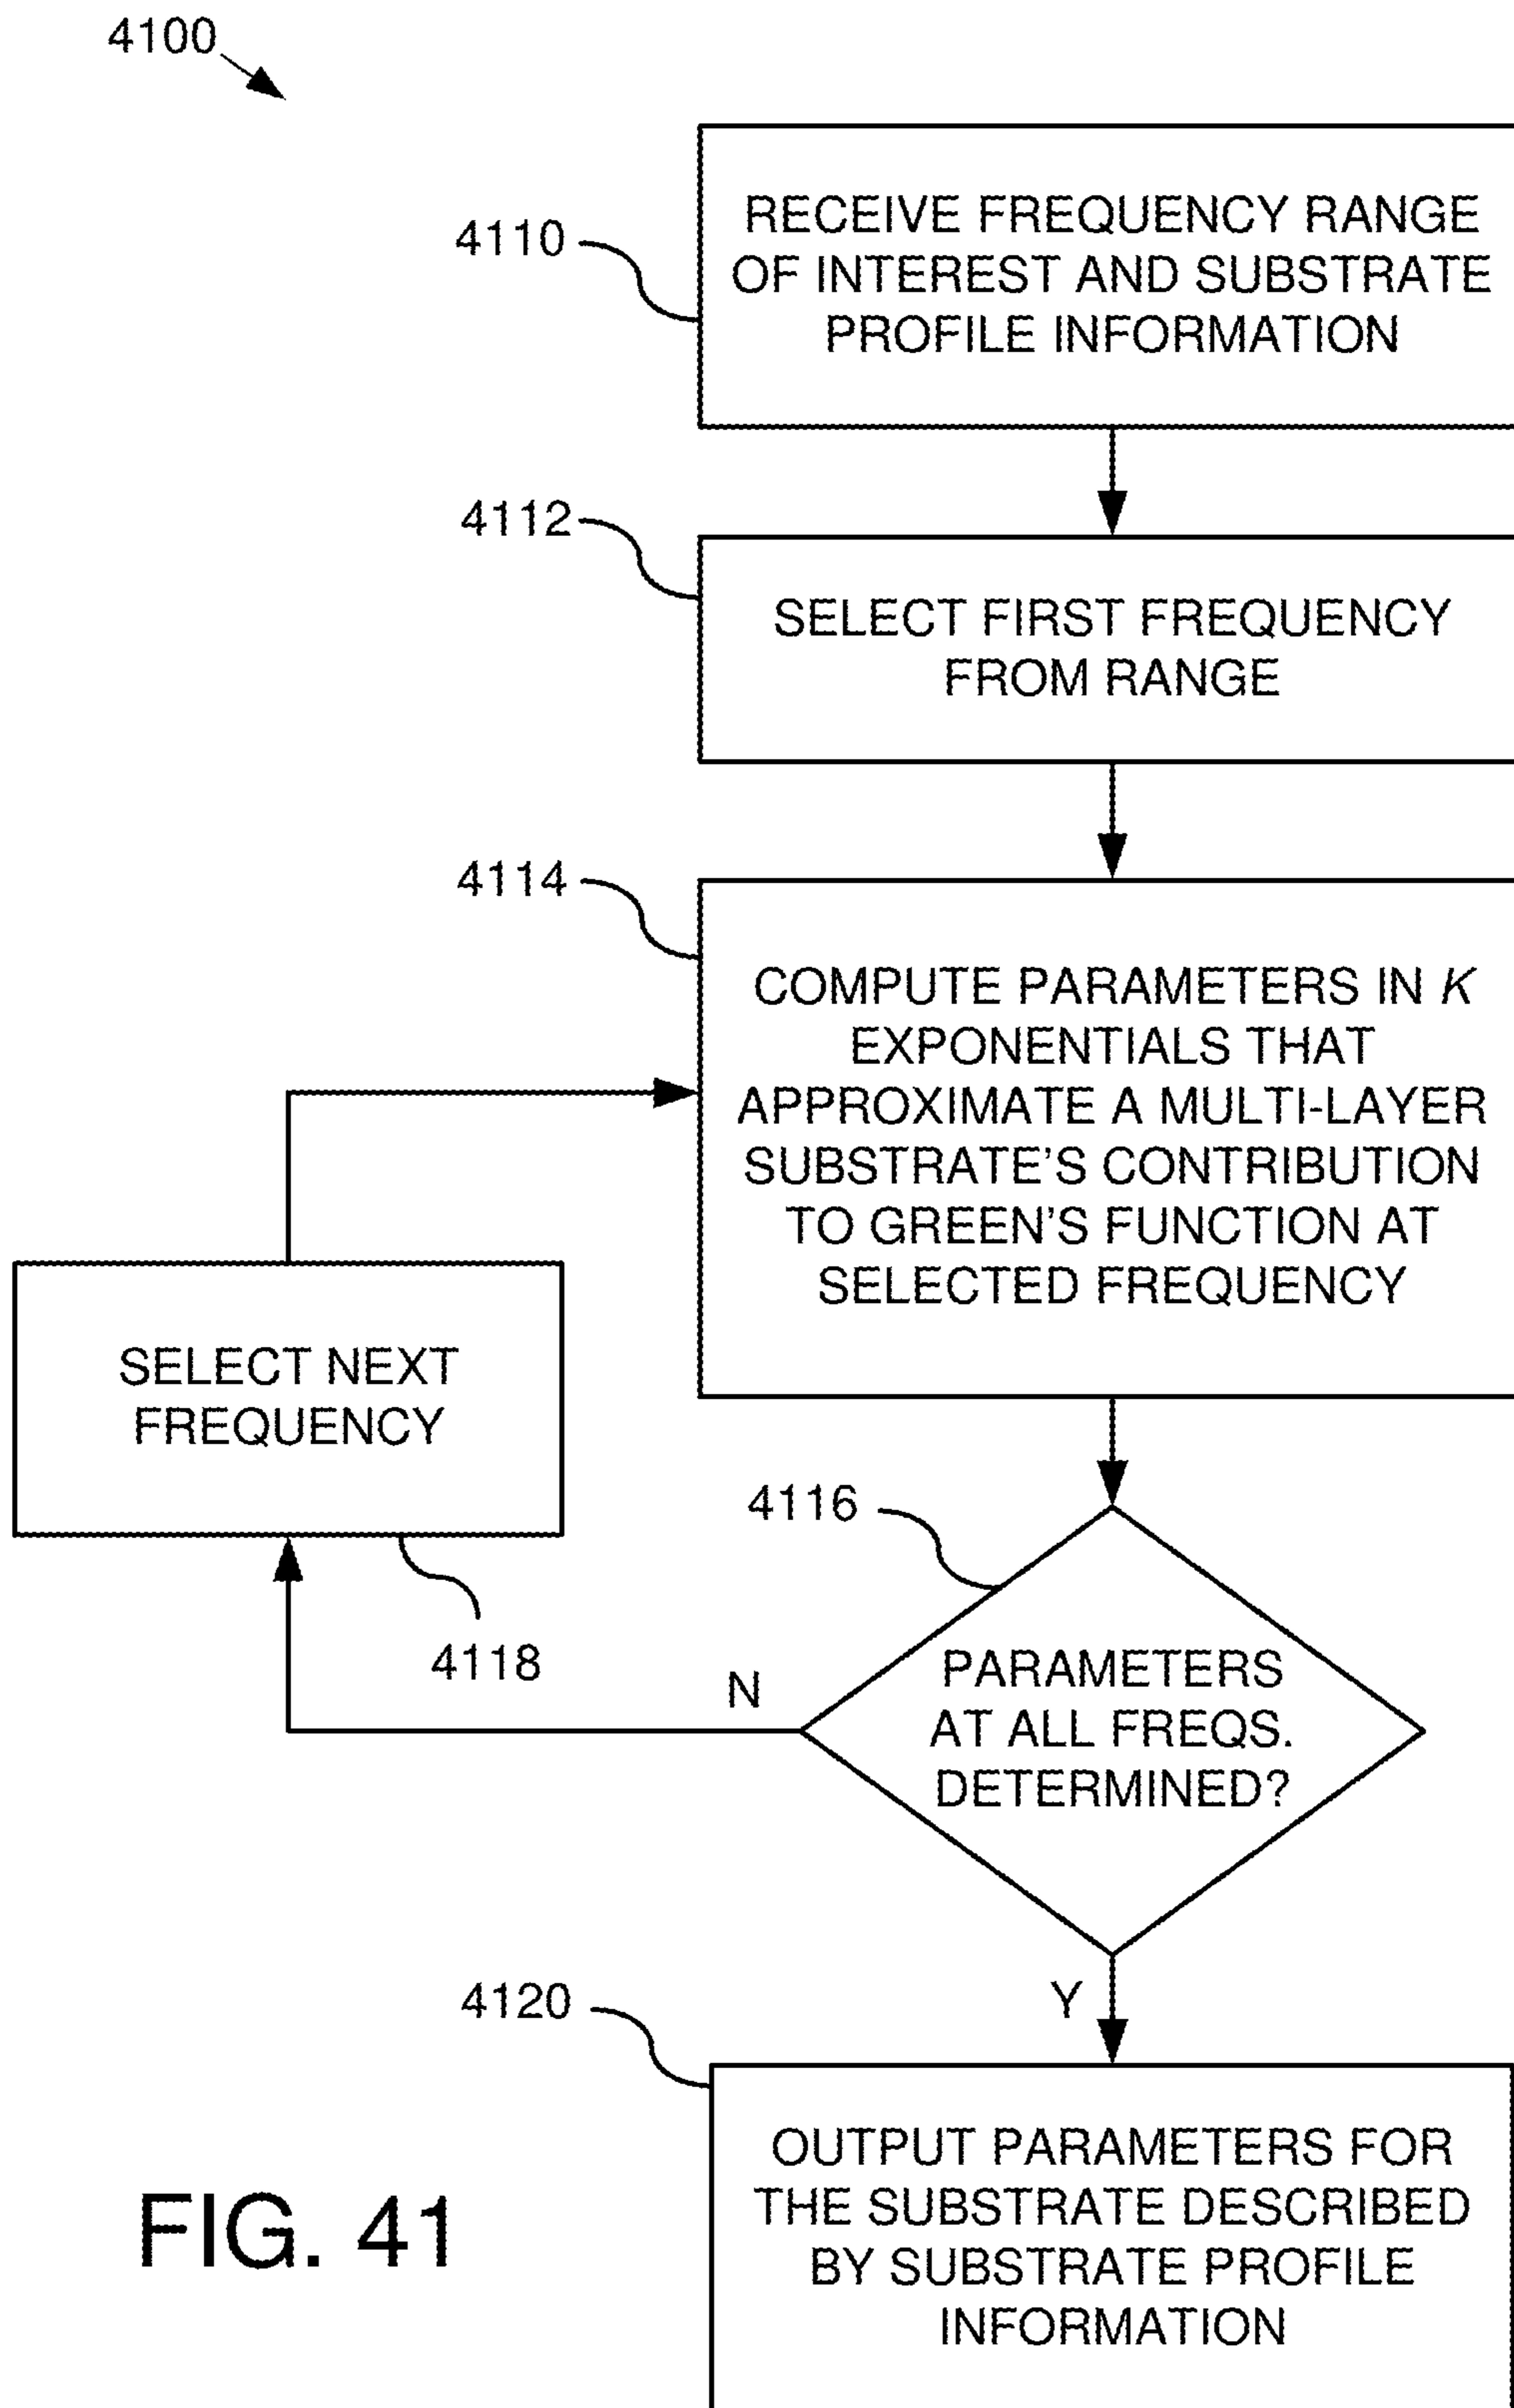 4100
4110
RECEIVE FREQUENCY RANGE
OF INTEREST AND SUBSTRATE
PROFILE INFORMATION
4112
SELECT FIRST FREQUENCY
FROM RANGE
4114
COMPUTE PARAMETERS IN K
EXPONENTIALS THAT
APPROXIMATE A MULTI-LAYER
SUBSTRATE'S CONTRIBUTION
TO GREEN'S FUNCTION AT
SELECTED FREQUENCY
SELECT NEXT
FREQUENCY
4118
4116
N
PARAMETERS
AT ALL FREQS.
DETERMINED?
Y
4120
OUTPUT PARAMETERS FOR
THE SUBSTRATE DESCRIBED
BY SUBSTRATE PROFILE
INFORMATION
FIG. 41